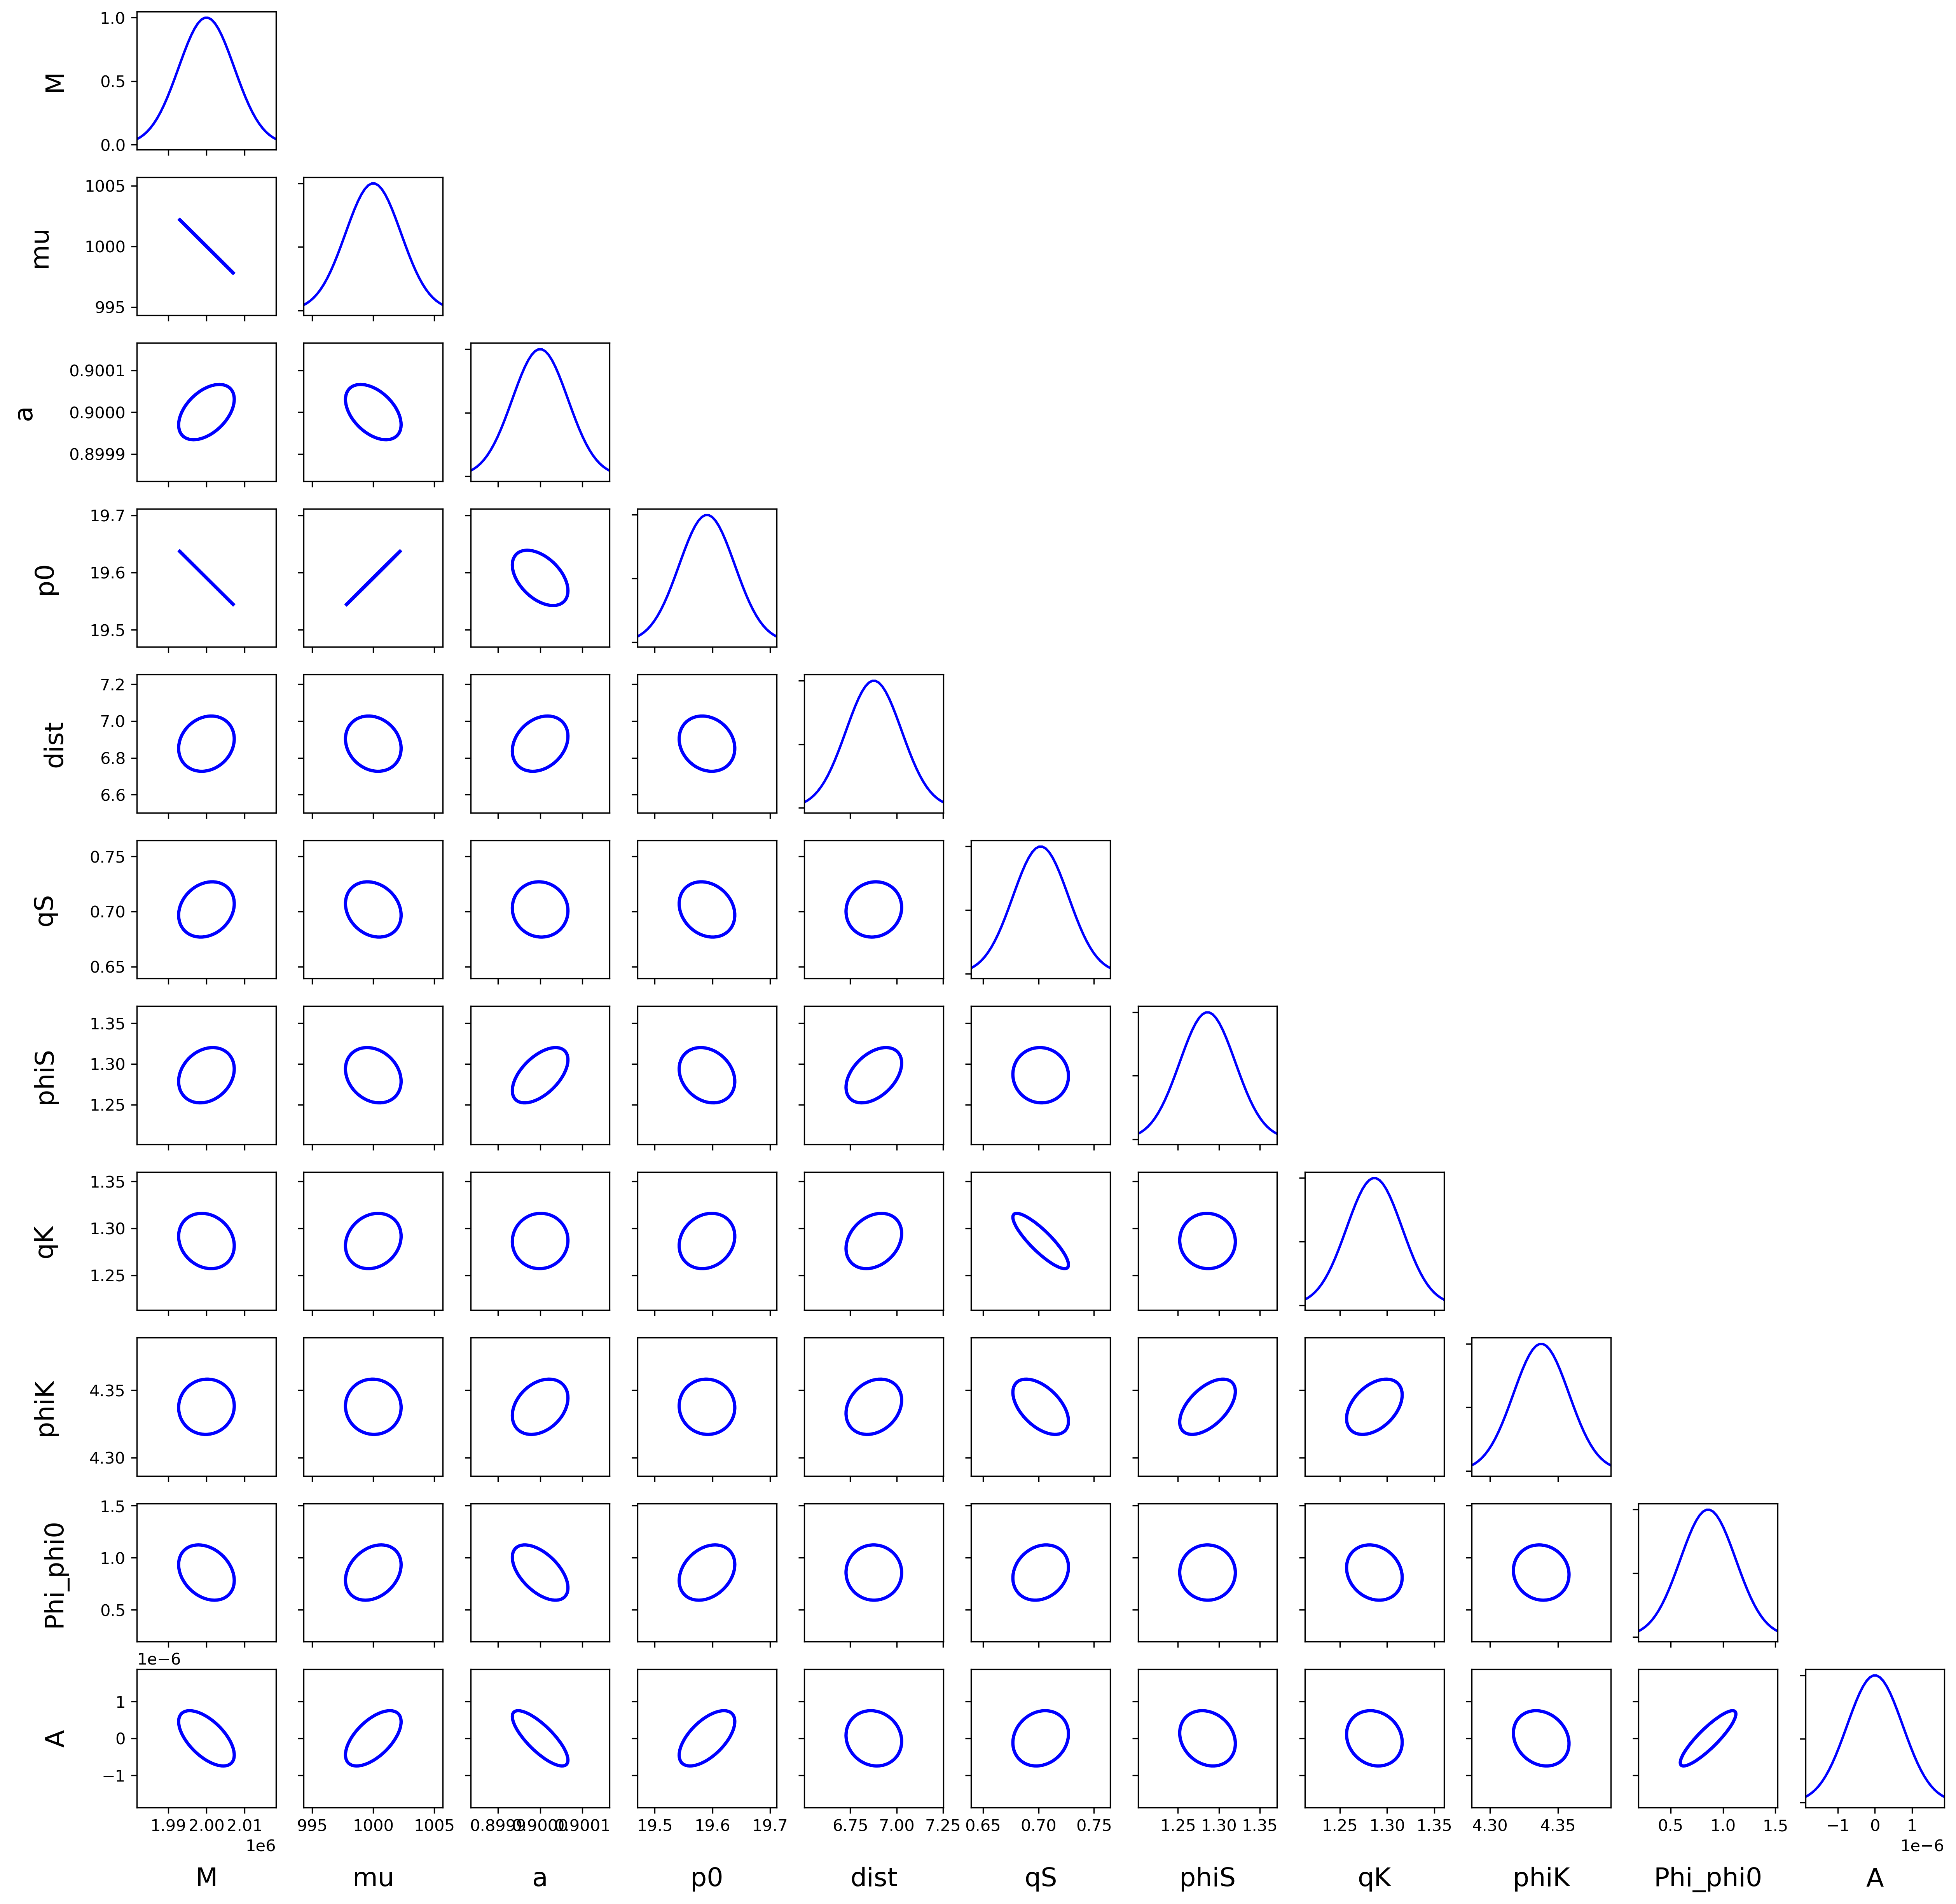 1.0
M
0.5
0.0
1005
mu
1000
995
0.9001
a
0.9000
0.8999
19.7
p0
19.6
19.5
7.2
7.0
dist
6.8
6.6
0.75
qS
0.70
0.65
1.35
1.30
phiS
1.25
1.35
qK
1.30
1.25
phiK
4.35
4.30
1.5
Phi_phi0
1.0
0.5
1e−6
1
A
0
−1
1.99 2.00 2.01 995 1000 1005 0.8999 0.9000 0.9001 19.5 19.6 19.7 6.75 7.00 7.25 0.65 0.70 0.75 1.25 1.30 1.35 1.25 1.30 1.35 4.30 4.35 0.5 1.0 1.5 −1 0 1
1e6 1e−6
M mu a p0 dist qS phiS qK phiK Phi_phi0 A